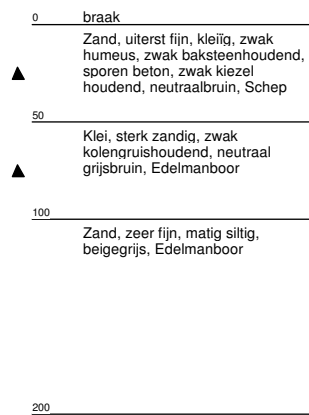 0 braak
Zand, uiterst fijn, kleiïg, zwak
humeus, zwak baksteenhoudend,
sporen beton, zwak kiezel
houdend, neutraalbruin, Schep
50
Klei, sterk zandig, zwak
kolengruishoudend, neutraal
grijsbruin, Edelmanboor
100
Zand, zeer fijn, matig siltig,
beigegrijs, Edelmanboor
200